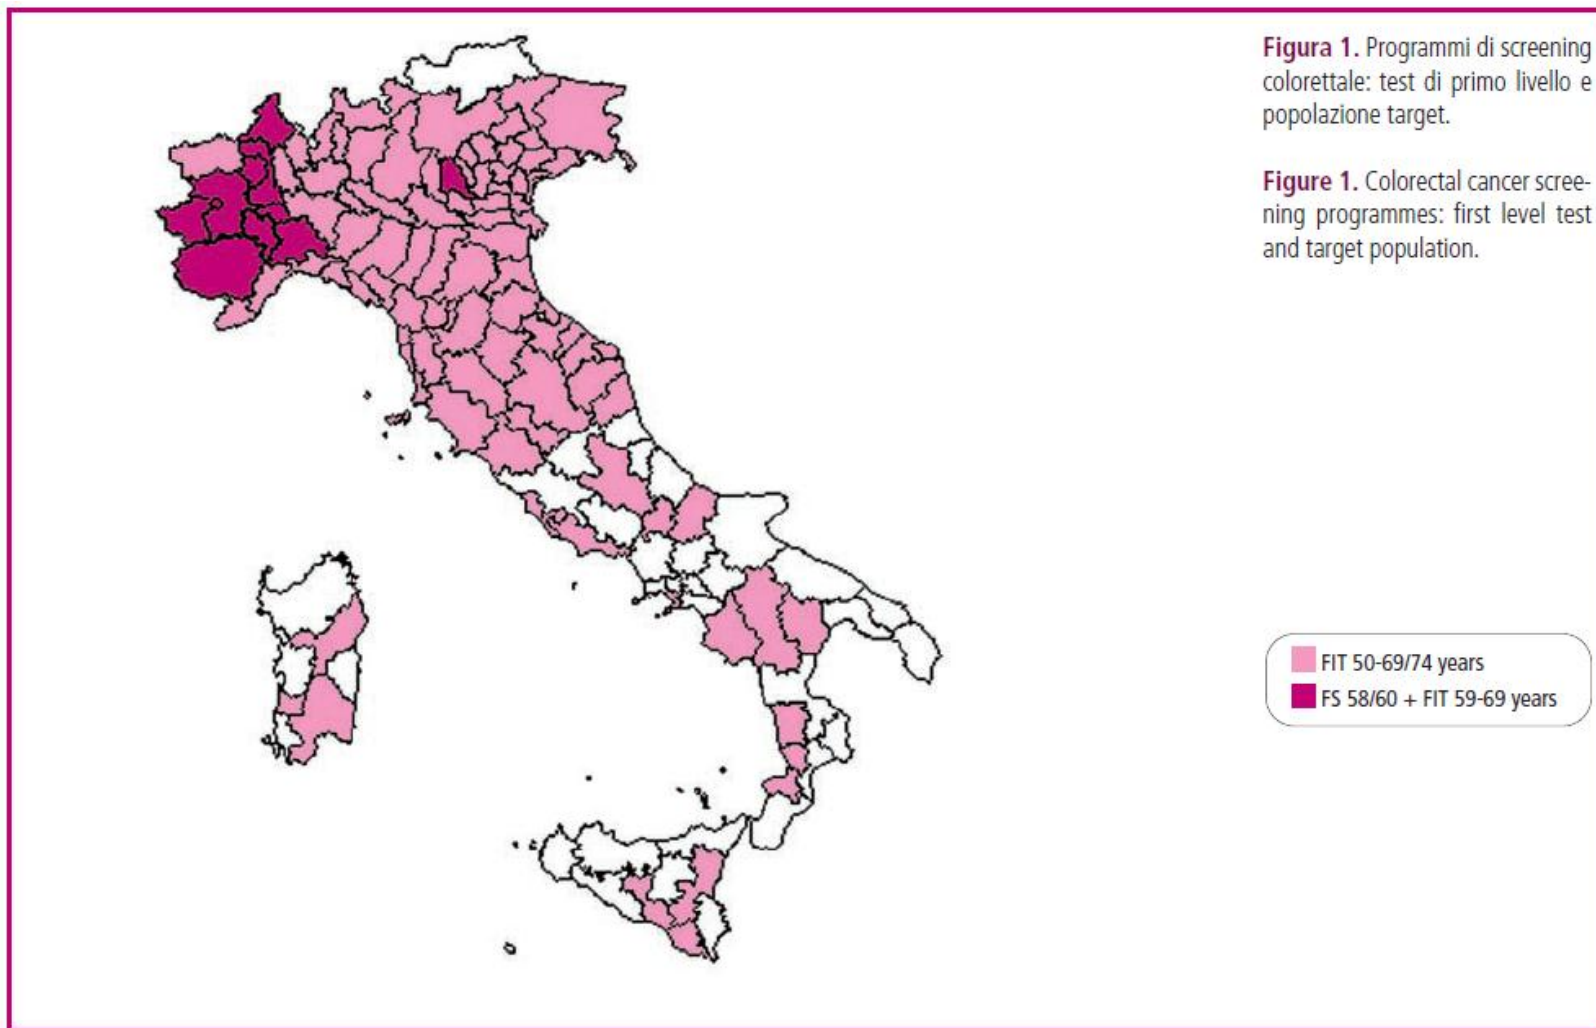 Figura 1. Programmi di screening
colorettale: test di primo livello e
popolazione target.
Figure 1. Colorectal cancer scree-
ning programmes: first level test
and target population.
FIT 50-69/74 years
FS 58/60 + FIT 59-69 years